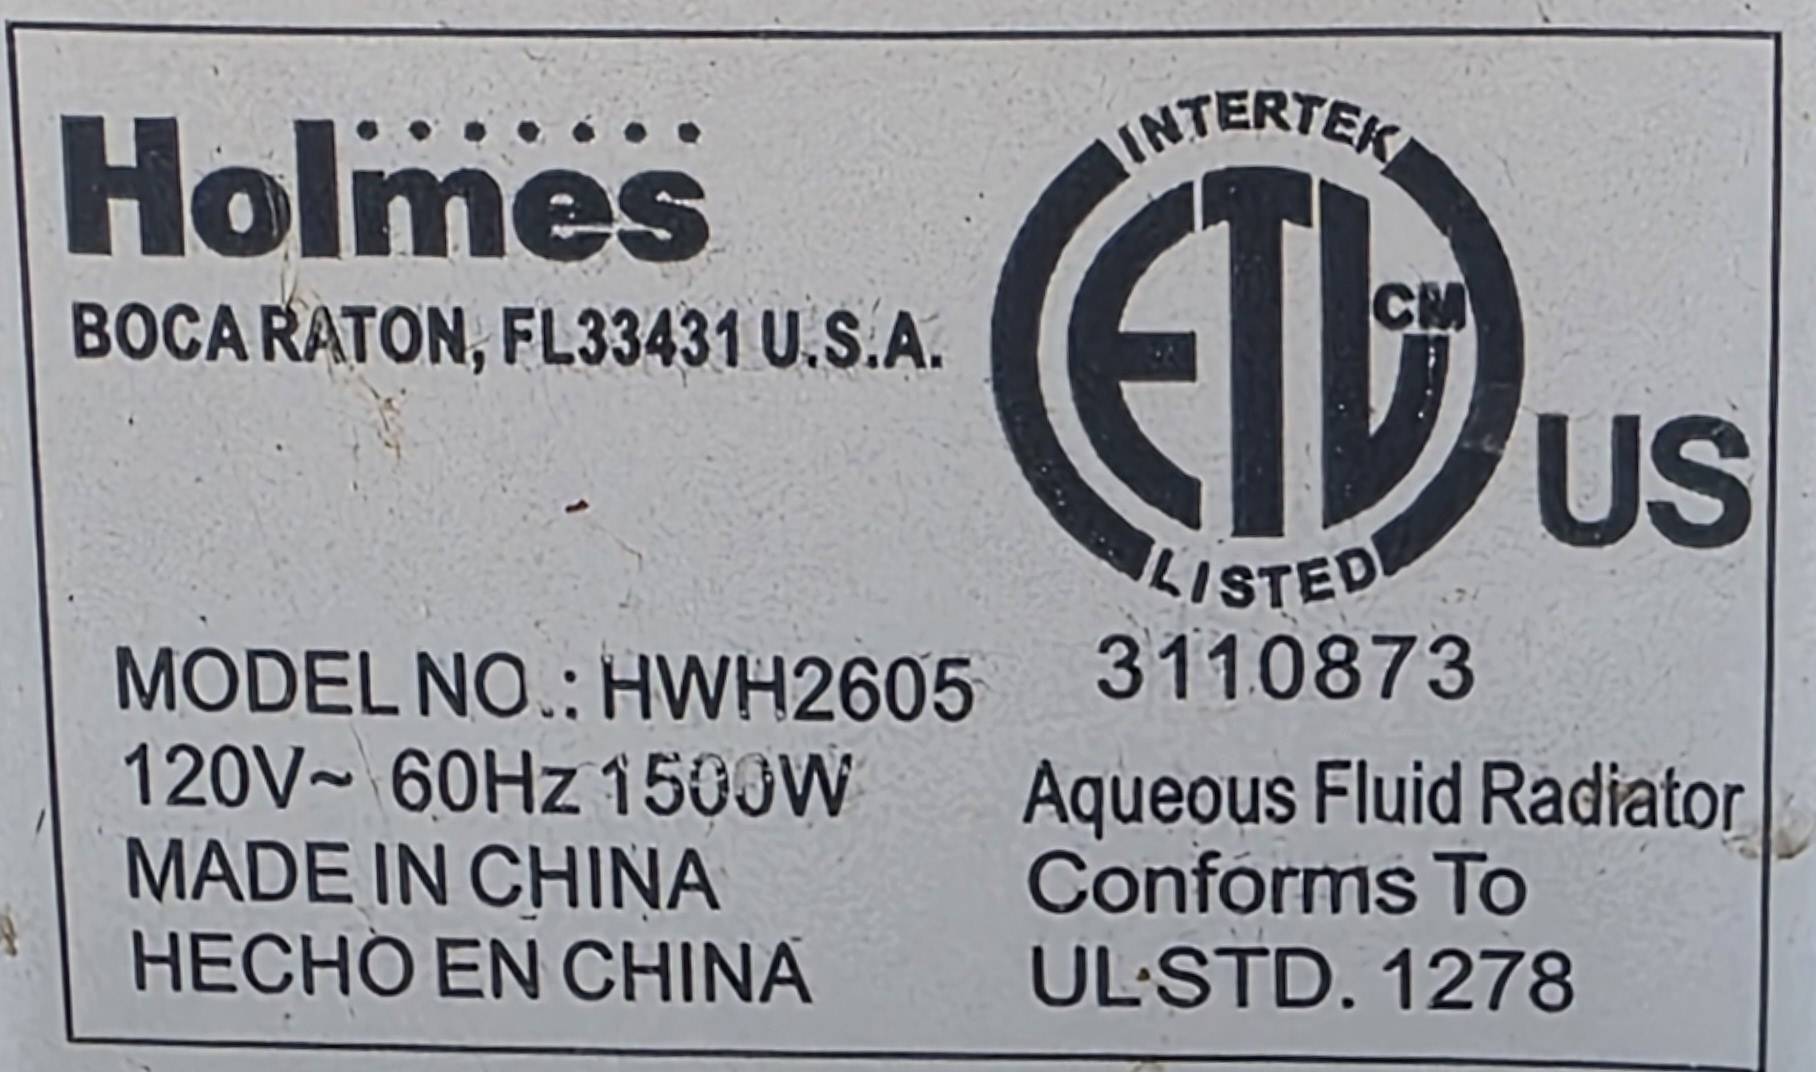 Holmes
BOCA RATON, FL33431 U.S.A.
INTERTEK
ETL
CM
LISTED
US
3110873
MODEL NO.: HWH2605
120V~ 60Hz 1500W
MADE IN CHINA
HECHO EN CHINA
Aqueous Fluid Radiator
Conforms To
UL STD. 1278